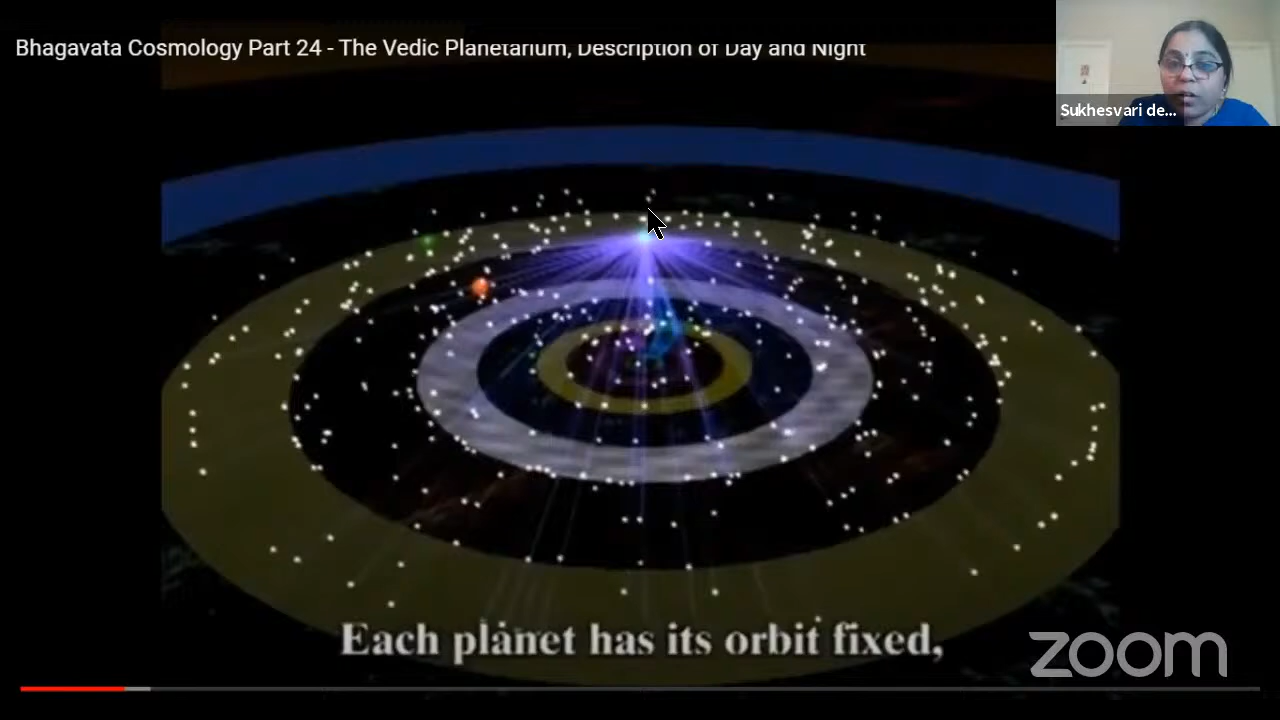 Bhagavata Cosmology Part 24 - The Vedic Planetarium, Description of Day and Night
Sukhesvari de...
Each planet has its orbit fixed,
zoom